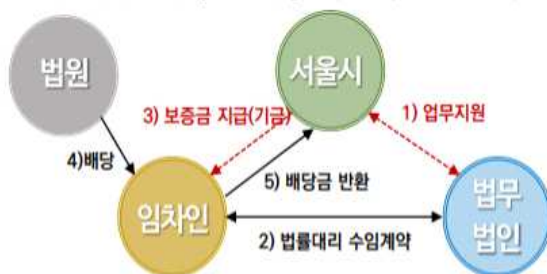 법원
서울시
3) 보증금 지급(기금)
1) 업무지원
4)배당
5) 배당금 반환
임차인
법무
법인
2) 법률대리 수임계약